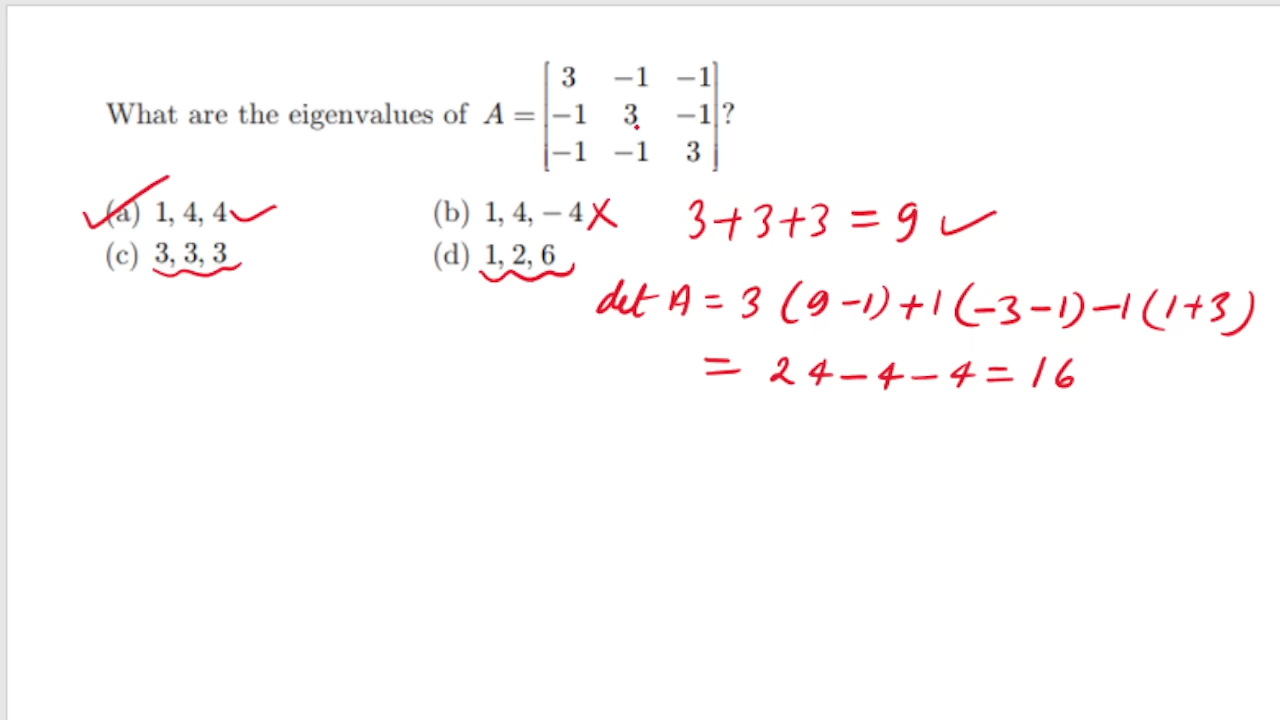 3 −1 −1
What are the eigenvalues of A = −1 3 −1 ?
−1 −1 3
(a) 1, 4, 4 (b) 1, 4, − 4 X 3+3+3 = 9
(c) 3, 3, 3 (d) 1, 2, 6
det A = 3 (9-1)+1(-3-1)-1(1+3)
= 24-4-4=16